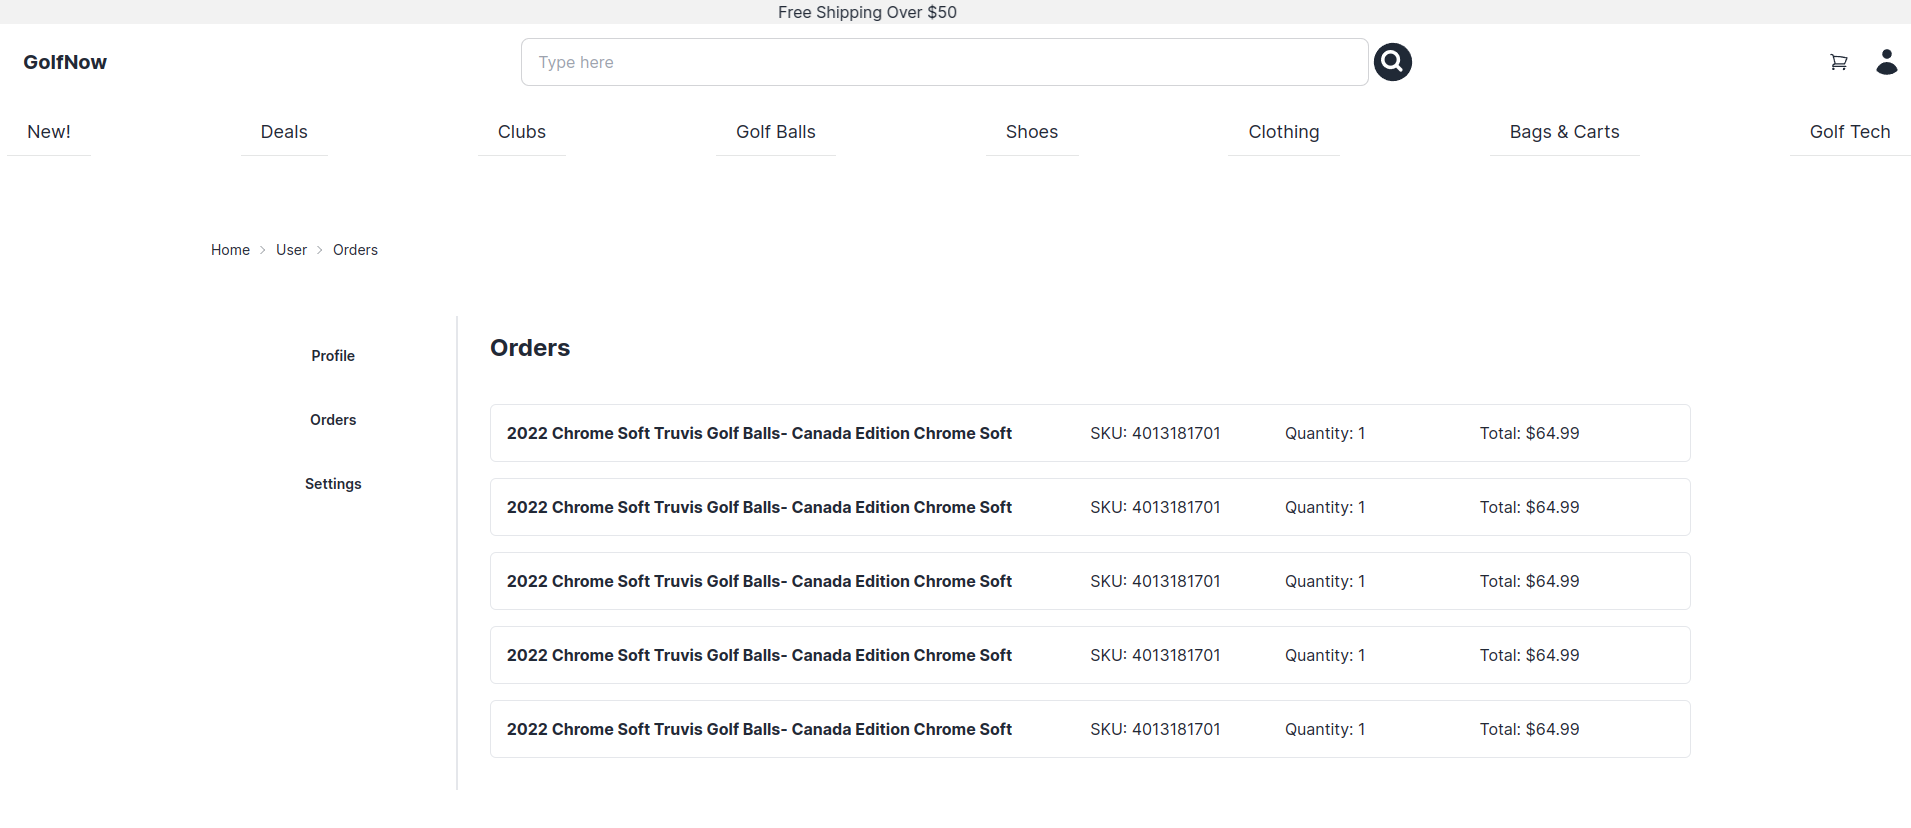 Free Shipping Over $50
GolfNow Type here
New! Deals Clubs Golf Balls Shoes Clothing Bags & Carts Golf Tech
Home User Orders
Profile
Orders
Settings
Orders
2022 Chrome Soft Truvis Golf Balls- Canada Edition Chrome Soft SKU: 4013181701 Quantity: 1 Total: $64.99
2022 Chrome Soft Truvis Golf Balls- Canada Edition Chrome Soft SKU: 4013181701 Quantity: 1 Total: $64.99
2022 Chrome Soft Truvis Golf Balls- Canada Edition Chrome Soft SKU: 4013181701 Quantity: 1 Total: $64.99
2022 Chrome Soft Truvis Golf Balls- Canada Edition Chrome Soft SKU: 4013181701 Quantity: 1 Total: $64.99
2022 Chrome Soft Truvis Golf Balls- Canada Edition Chrome Soft SKU: 4013181701 Quantity: 1 Total: $64.99